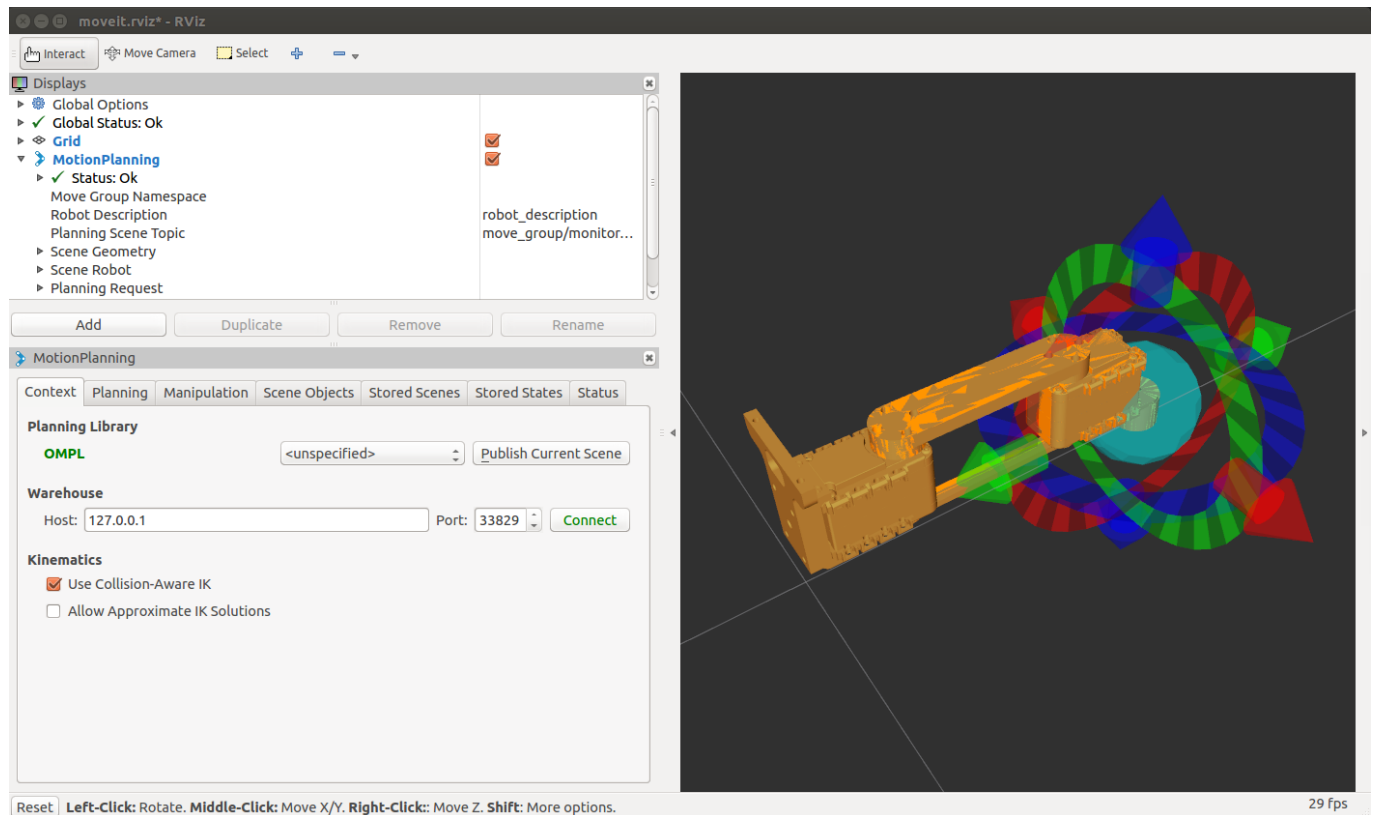 moveit.rviz* - RViz
Interact Move Camera Select
Displays
Global Options
Global Status: Ok
Grid
MotionPlanning
Status: Ok
Move Group Namespace
Robot Description robot_description
Planning Scene Topic move_group/monitor...
Scene Geometry
Scene Robot
Planning Request
Add Duplicate Remove Rename
MotionPlanning
Context Planning Manipulation Scene Objects Stored Scenes Stored States Status
Planning Library
OMPL <unspecified> Publish Current Scene
Warehouse
Host: 127.0.0.1 Port: 33829 Connect
Kinematics
Use Collision-Aware IK
Allow Approximate IK Solutions
Reset Left-Click: Rotate. Middle-Click: Move X/Y. Right-Click:: Move Z. Shift: More options. 29 fps